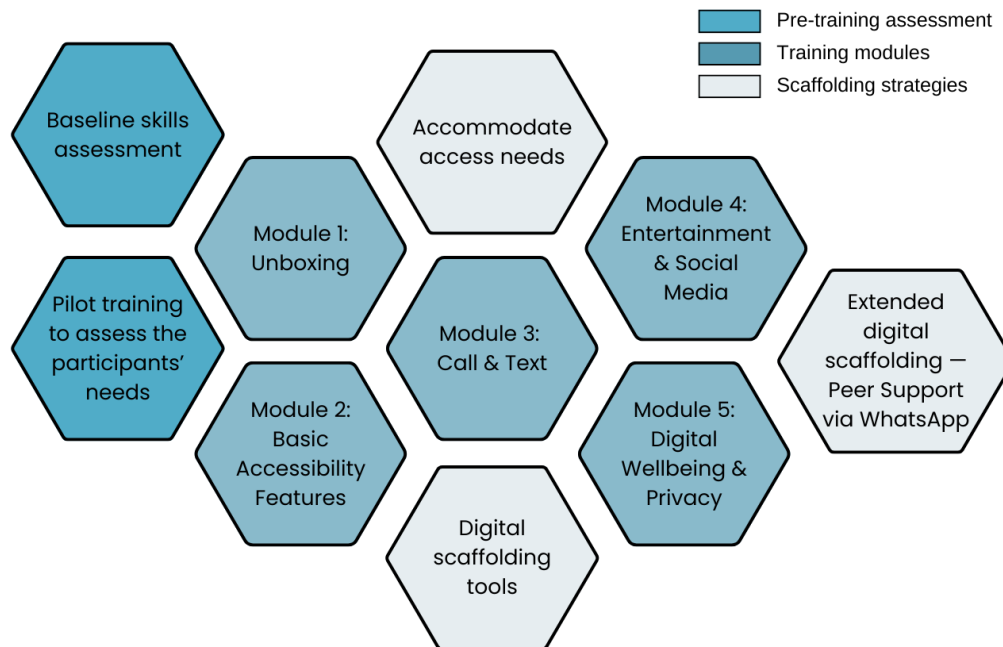 Pre-training assessment
Training modules
Scaffolding strategies
Baseline skills
assessment
Accommodate
access needs
Module 1:
Unboxing
Module 4:
Entertainment
& Social
Media
Pilot training
to assess the
participants’
needs
Module 3:
Call & Text
Extended
digital
scaffolding —
Peer Support
via WhatsApp
Module 2:
Basic
Accessibility
Features
Module 5:
Digital
Wellbeing &
Privacy
Digital
scaffolding
tools